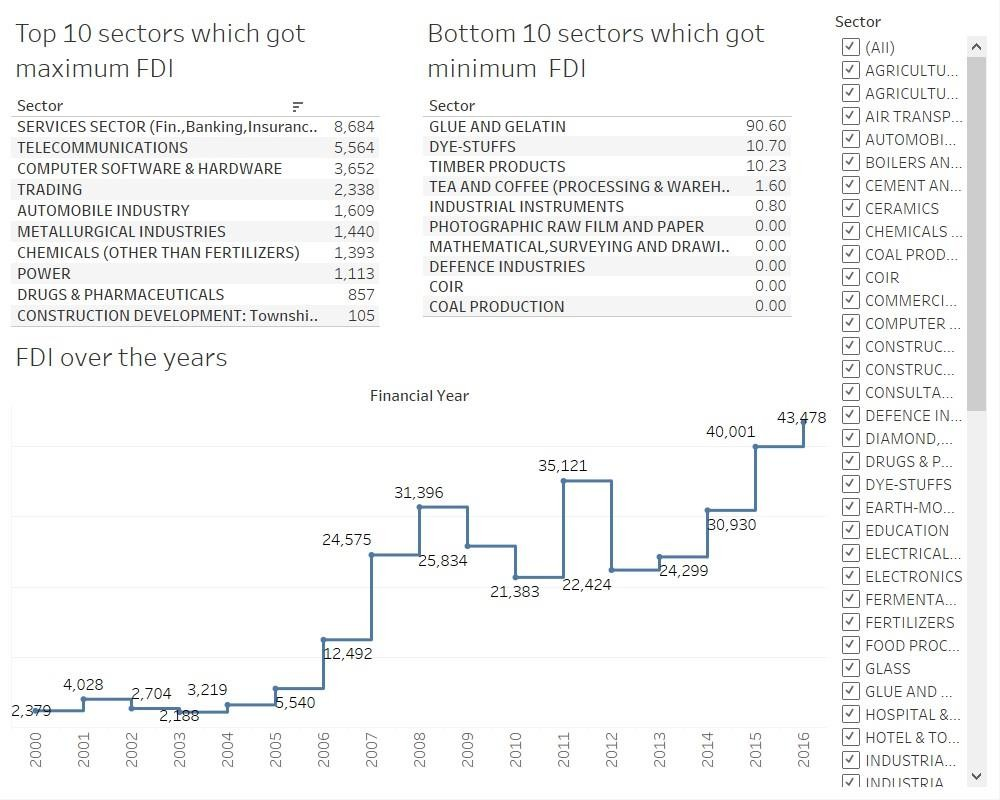 Top 10 sectors which got
maximum FDI
Sector
SERVICES SECTOR (Fin.,Banking,Insuranc.. 8,684
TELECOMMUNICATIONS 5,564
COMPUTER SOFTWARE & HARDWARE 3,652
TRADING 2,338
AUTOMOBILE INDUSTRY 1,609
METALLURGICAL INDUSTRIES 1,440
CHEMICALS (OTHER THAN FERTILIZERS) 1,393
POWER 1,113
DRUGS & PHARMACEUTICALS 857
CONSTRUCTION DEVELOPMENT: Townshi.. 105
Bottom 10 sectors which got
minimum FDI
Sector
GLUE AND GELATIN 90.60
DYE-STUFFS 10.70
TIMBER PRODUCTS 10.23
TEA AND COFFEE (PROCESSING & WAREH.. 1.60
INDUSTRIAL INSTRUMENTS 0.80
PHOTOGRAPHIC RAW FILM AND PAPER 0.00
MATHEMATICAL,SURVEYING AND DRAWI.. 0.00
DEFENCE INDUSTRIES 0.00
COIR 0.00
COAL PRODUCTION 0.00
FDI over the years
Financial Year
2,379
4,028
2,704
2,188
3,219
5,540
12,492
24,575
31,396
25,834
21,383
35,121
22,424
24,299
30,930
40,001
43,478
2000
2001
2002
2003
2004
2005
2006
2007
2008
2009
2010
2011
2012
2013
2014
2015
2016
Sector
(All)
AGRICULTU...
AGRICULTU...
AIR TRANSP...
AUTOMOBI...
BOILERS AN...
CEMENT AN...
CERAMICS
CHEMICALS ...
COAL PROD...
COIR
COMMERCI...
COMPUTER ...
CONSTRUC...
CONSTRUC...
CONSULTA...
DEFENCE IN...
DIAMOND,...
DRUGS & P...
DYE-STUFFS
EARTH-MO...
EDUCATION
ELECTRICAL...
ELECTRONICS
FERMENTA...
FERTILIZERS
FOOD PROC...
GLASS
GLUE AND ...
HOSPITAL &...
HOTEL & TO...
INDUSTRIA...
INDUSTRIA